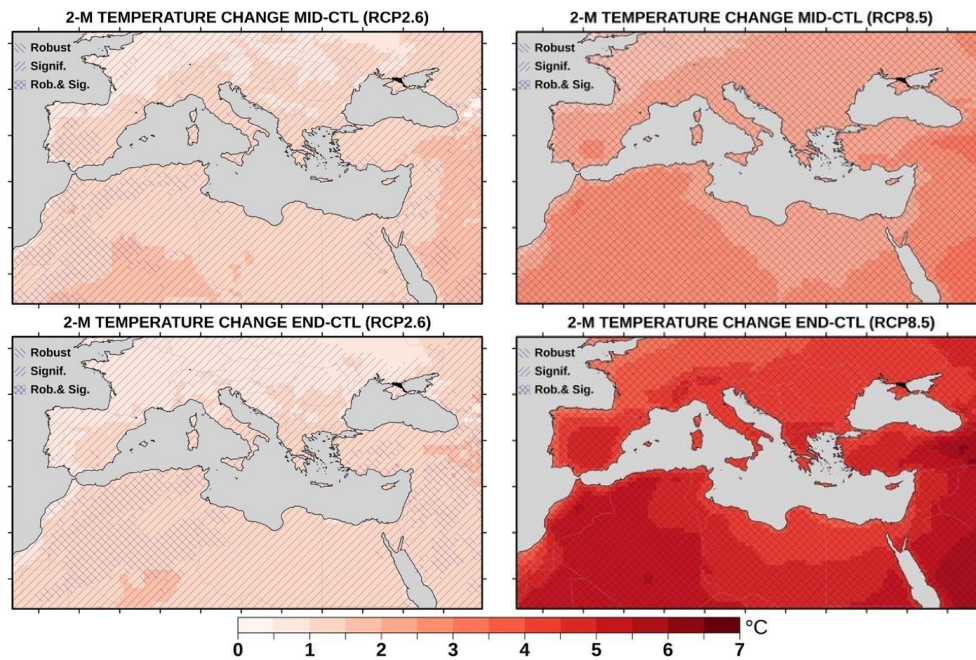 2-M TEMPERATURE CHANGE MID-CTL (RCP2.6)
Robust
Signif.
Rob.& Sig.
2-M TEMPERATURE CHANGE MID-CTL (RCP8.5)
Robust
Signif.
Rob.& Sig.
2-M TEMPERATURE CHANGE END-CTL (RCP2.6)
Robust
Signif.
Rob.& Sig.
2-M TEMPERATURE CHANGE END-CTL (RCP8.5)
Robust
Signif.
Rob.& Sig.
°C
0 1 2 3 4 5 6 7